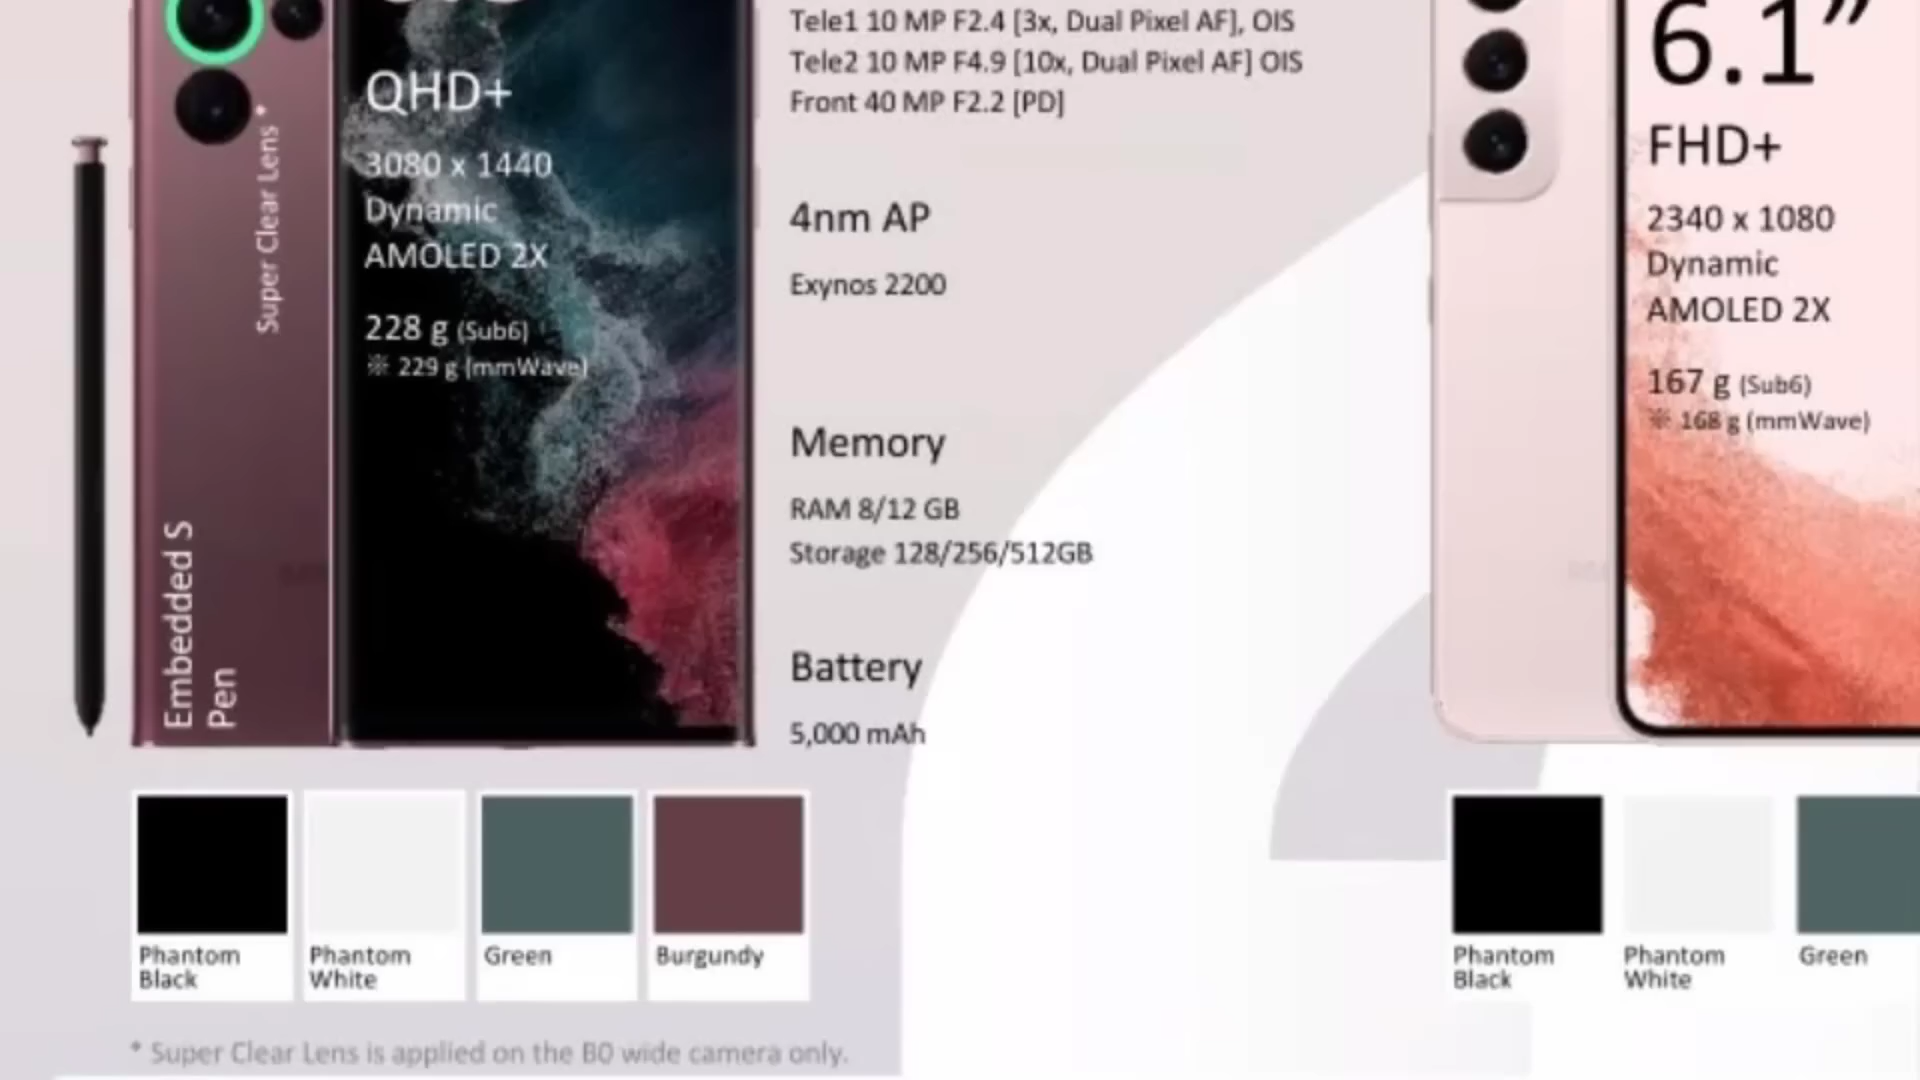 Tele1 10 MP F2.4 [3x, Dual Pixel AF], OIS
Tele2 10 MP F4.9 [10x, Dual Pixel AF] OIS
Front 40 MP F2.2 [PD]
QHD+
3080 x 1440
Dynamic
AMOLED 2X
228 g (Sub6)
※ 229 g (mmWave)
Super Clear Lens *
Embedded S
Pen
4nm AP
Exynos 2200
Memory
RAM 8/12 GB
Storage 128/256/512GB
Battery
5,000 mAh
Phantom
Black
Phantom
White
Green
Burgundy
* Super Clear Lens is applied on the B0 wide camera only.
6.1”
FHD+
2340 x 1080
Dynamic
AMOLED 2X
167 g (Sub6)
※ 168 g (mmWave)
Phantom
Black
Phantom
White
Green